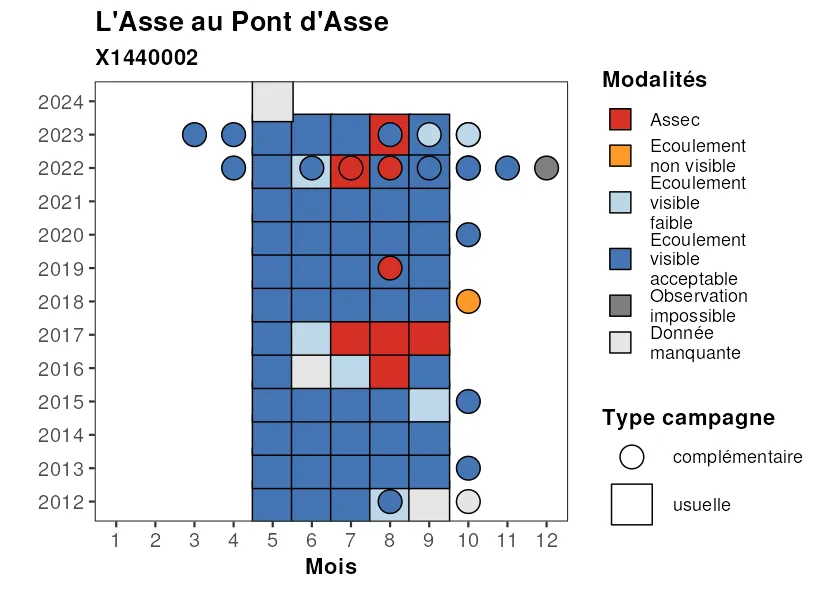 L'Asse au Pont d'Asse
X1440002
2024
2023
2022
2021
2020
2019
2018
2017
2016
2015
2014
2013
2012
1 2 3 4 5 6 7 8 9 10 11 12
Mois
Modalités
Assec
Ecoulement
non visible
Ecoulement
visible
faible
Ecoulement
visible
acceptable
Observation
impossible
Donnée
manquante
Type campagne
complémentaire
usuelle